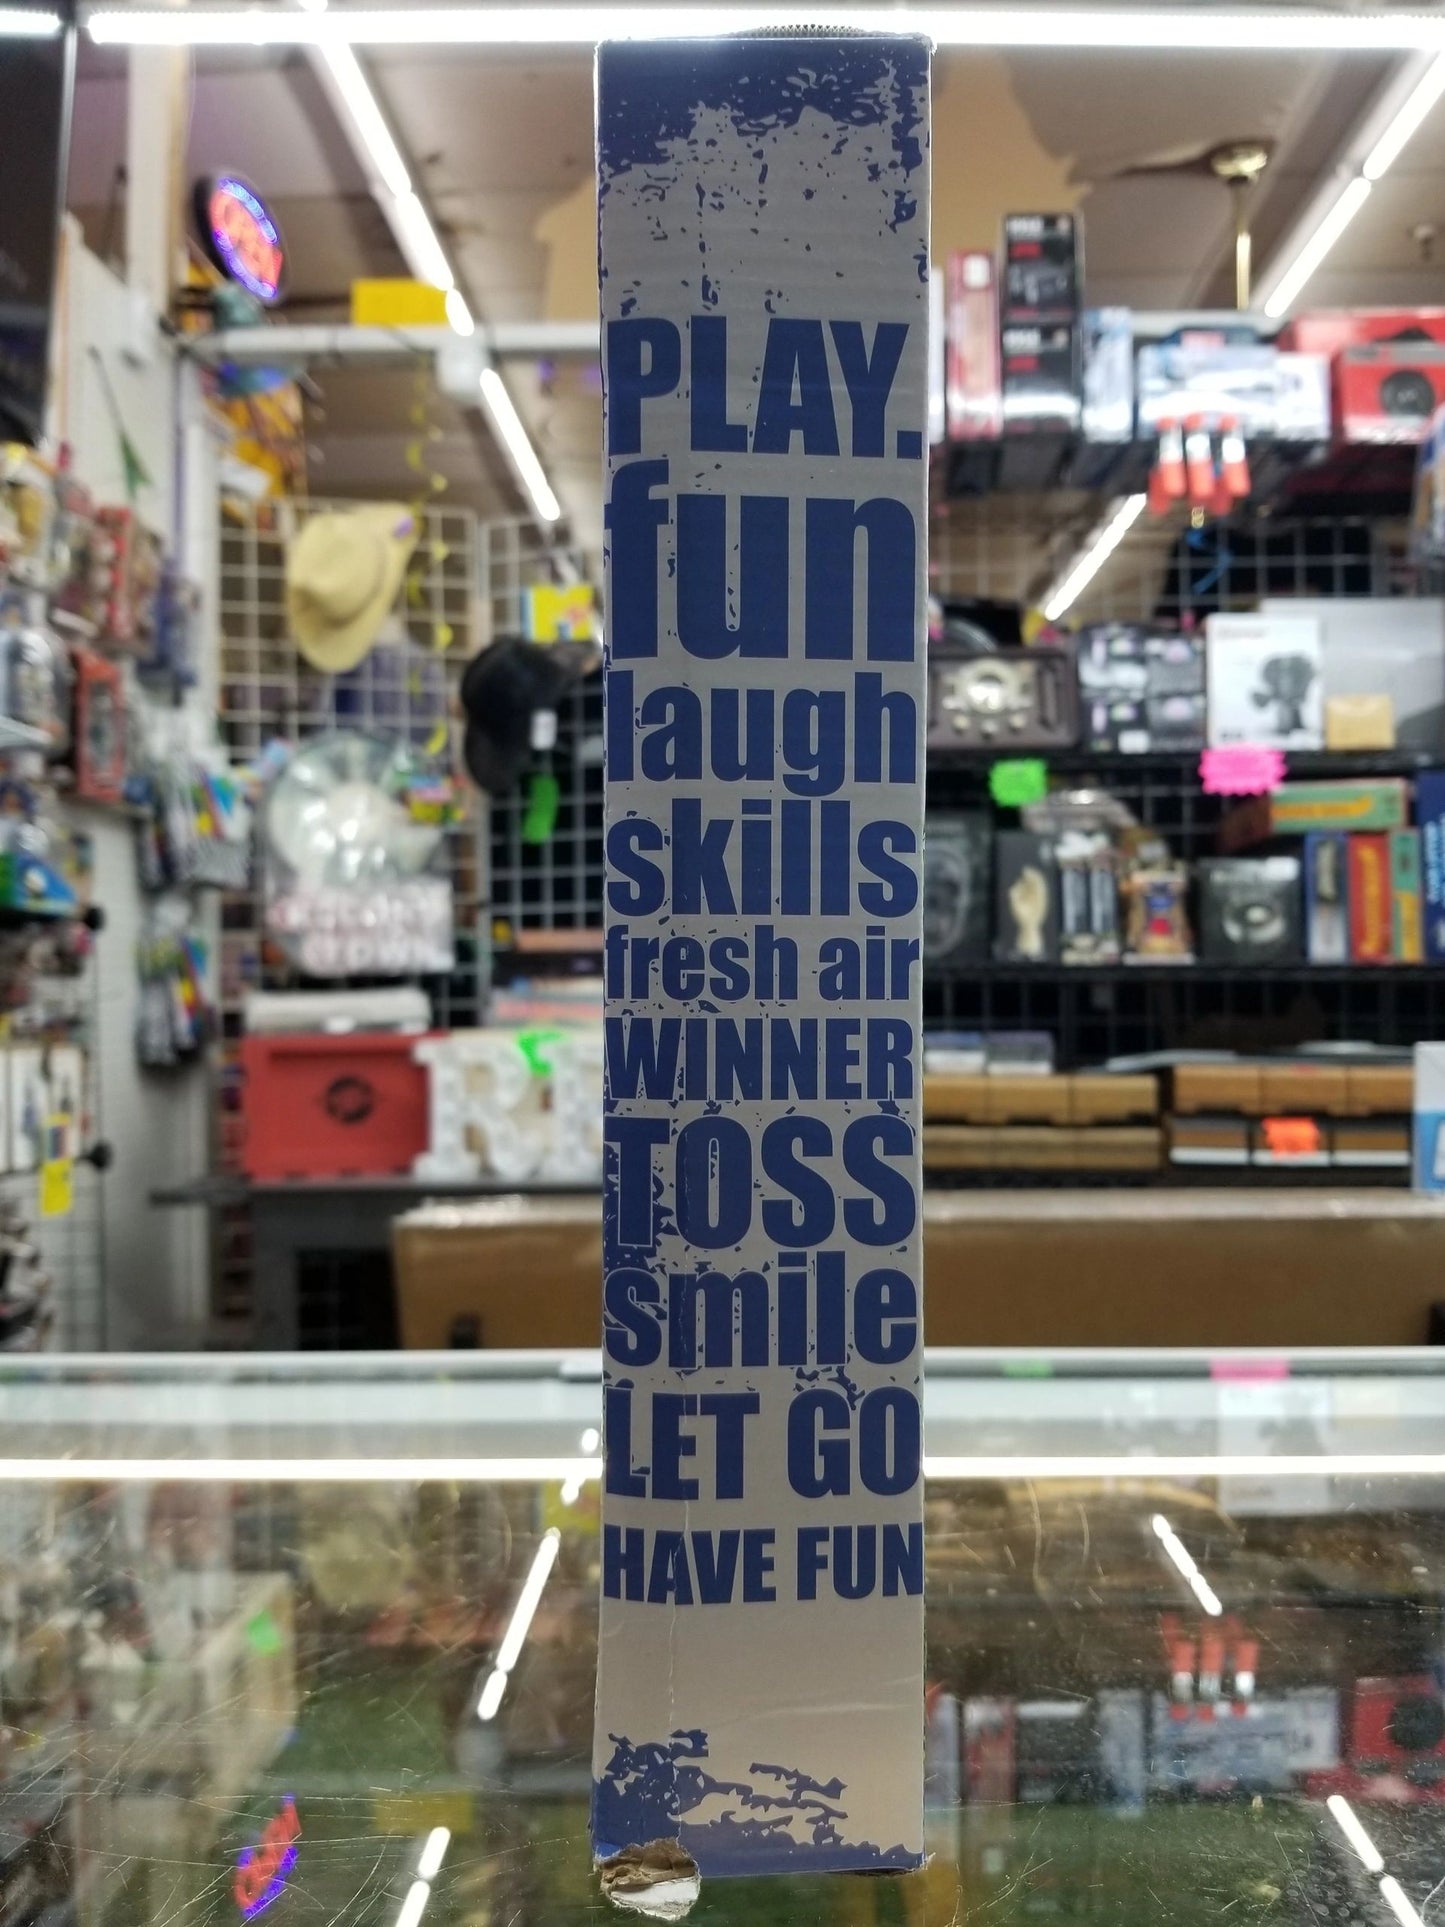 PLAY.
fun
laugh
skills
fresh air
WINNER
TOSS
smile
LET GO
HAVE FUN